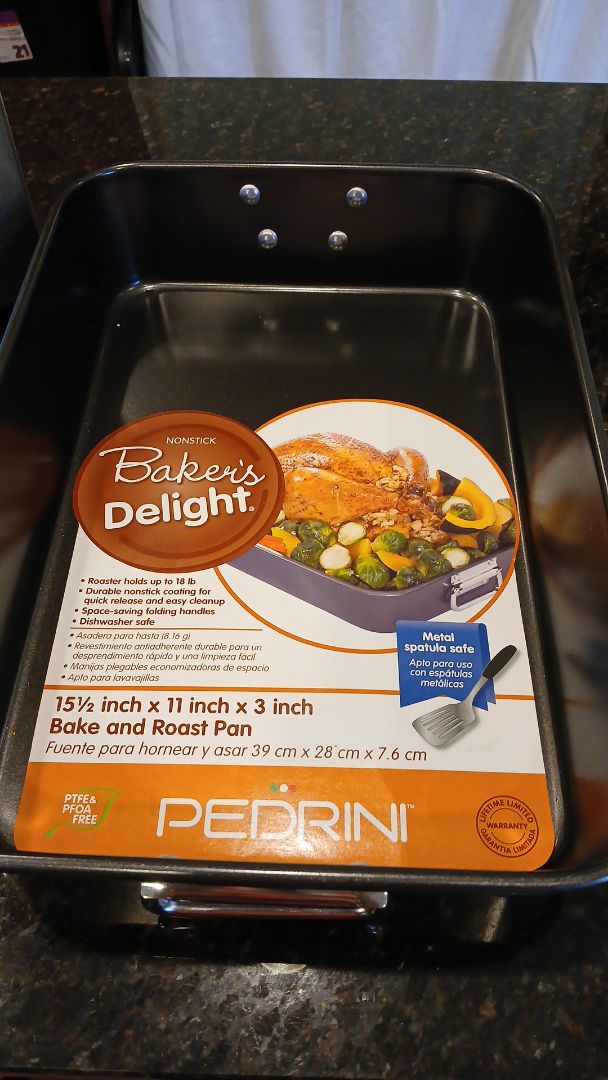 21
NONSTICK
Baker's
Delight®
• Roaster holds up to 18 lb
• Durable nonstick coating for
quick release and easy cleanup
• Space-saving folding handles
• Dishwasher safe
• Asadera para hasta (8.16 g)
• Revestimiento antiadherente durable para un
desprendimiento rápido y una limpieza fácil
• Manijas plegables economizadoras de espacio
• Apto para lavavajillas
Metal
spatula safe
Apto para uso
con espátulas
metálicas
15½ inch x 11 inch x 3 inch
Bake and Roast Pan
Fuente para hornear y asar 39 cm x 28 cm x 7.6 cm
PTFE &
PFOA
FREE
PEDRINI™
LIFETIME LIMITED
WARRANTY
GARANTIA LIMITADA